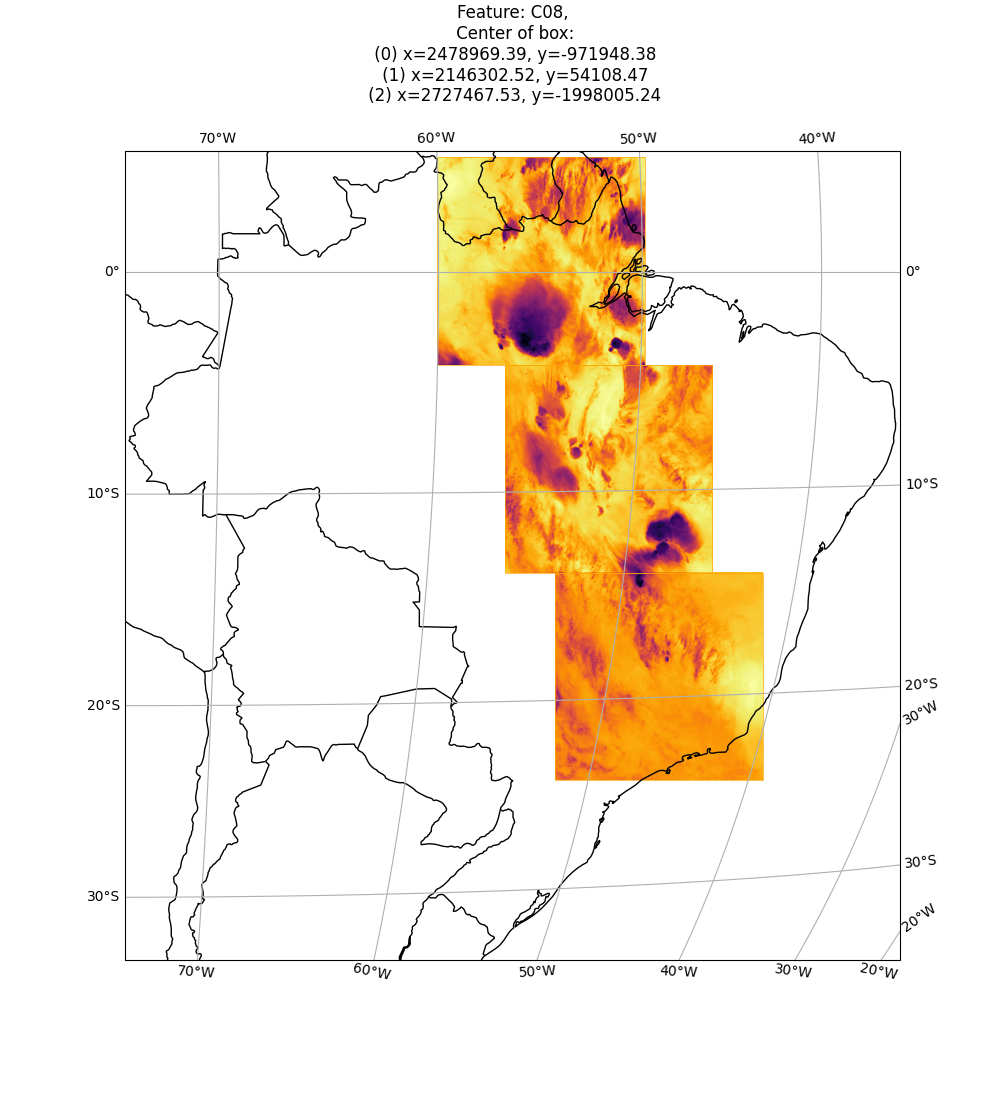 Feature: C08,
Center of box:
(0) x=2478969.39, y=-971948.38
(1) x=2146302.52, y=54108.47
(2) x=2727467.53, y=-1998005.24
70°W 60°W 50°W 40°W
0° 0°
10°S 10°S
20°S 20°S
30°W
30°S 30°S
20°W
70°W 60°W 50°W 40°W 30°W 20°W